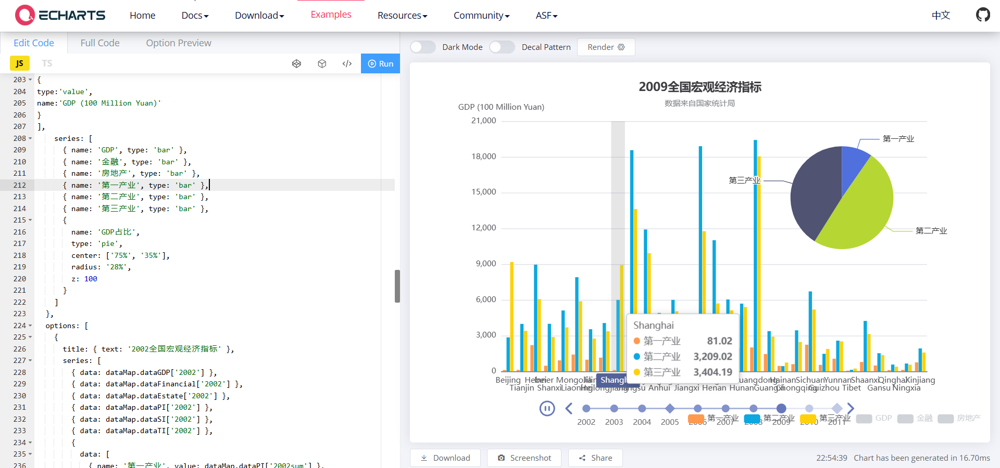 ECHARTS Home Docs Download Examples Resources Community ASF 中文
Edit Code Full Code Option Preview
JS TS Run
203 {
204 type:'value',
205 name:'GDP (100 Million Yuan)'
206 }
207 ],
208 series: [
209 { name: 'GDP', type: 'bar' },
210 { name: '金融', type: 'bar' },
211 { name: '房地产', type: 'bar' },
212 { name: '第一产业', type: 'bar' },
213 { name: '第二产业', type: 'bar' },
214 { name: '第三产业', type: 'bar' },
215 {
216 name: 'GDP占比',
217 type: 'pie',
218 center: ['75%', '35%'],
219 radius: '28%',
220 z: 100
221 }
222 ]
223 },
224 options: [
225 {
226 title: { text: '2002全国宏观经济指标' },
227 series: [
228 { data: dataMap.dataGDP['2002'] },
229 { data: dataMap.dataFinancial['2002'] },
230 { data: dataMap.dataEstate['2002'] },
231 { data: dataMap.dataPI['2002'] },
232 { data: dataMap.dataSI['2002'] },
233 { data: dataMap.dataTI['2002'] },
234 {
235 data: [
236 { name: '第一产业', value: dataMap.dataPI['2002sum'] },
Dark Mode Decal Pattern Render
2009全国宏观经济指标
数据来自国家统计局
GDP (100 Million Yuan)
21,000
18,000
15,000
12,000
9,000
6,000
3,000
0
第一产业
第三产业
第二产业
Shanghai
第一产业 81.02
第二产业 3,209.02
第三产业 3,404.19
Beijing Hebei Mongolia Hainan Sichuan Yunnan Shaanxi Qinghai Xinjiang
Tianjin Shanxi Liaoning Heilongjiang Anhui Jiangxi Henan Hunan Guangxi Chongqing Guizhou Tibet Gansu Ningxia
2002 2003 2004 2005 2006 2007 2008 2009 2010 2011
第一产业 第二产业 第三产业 GDP 金融 房地产
Download Screenshot Share 22:54:39 Chart has been generated in 16.70ms